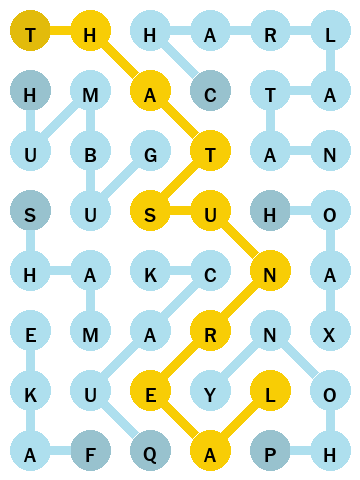 T H H A R L
H M A C T A
U B G T A N
S U S U H O
H A K C N A
E M A R N X
K U E Y L O
A F Q A P H